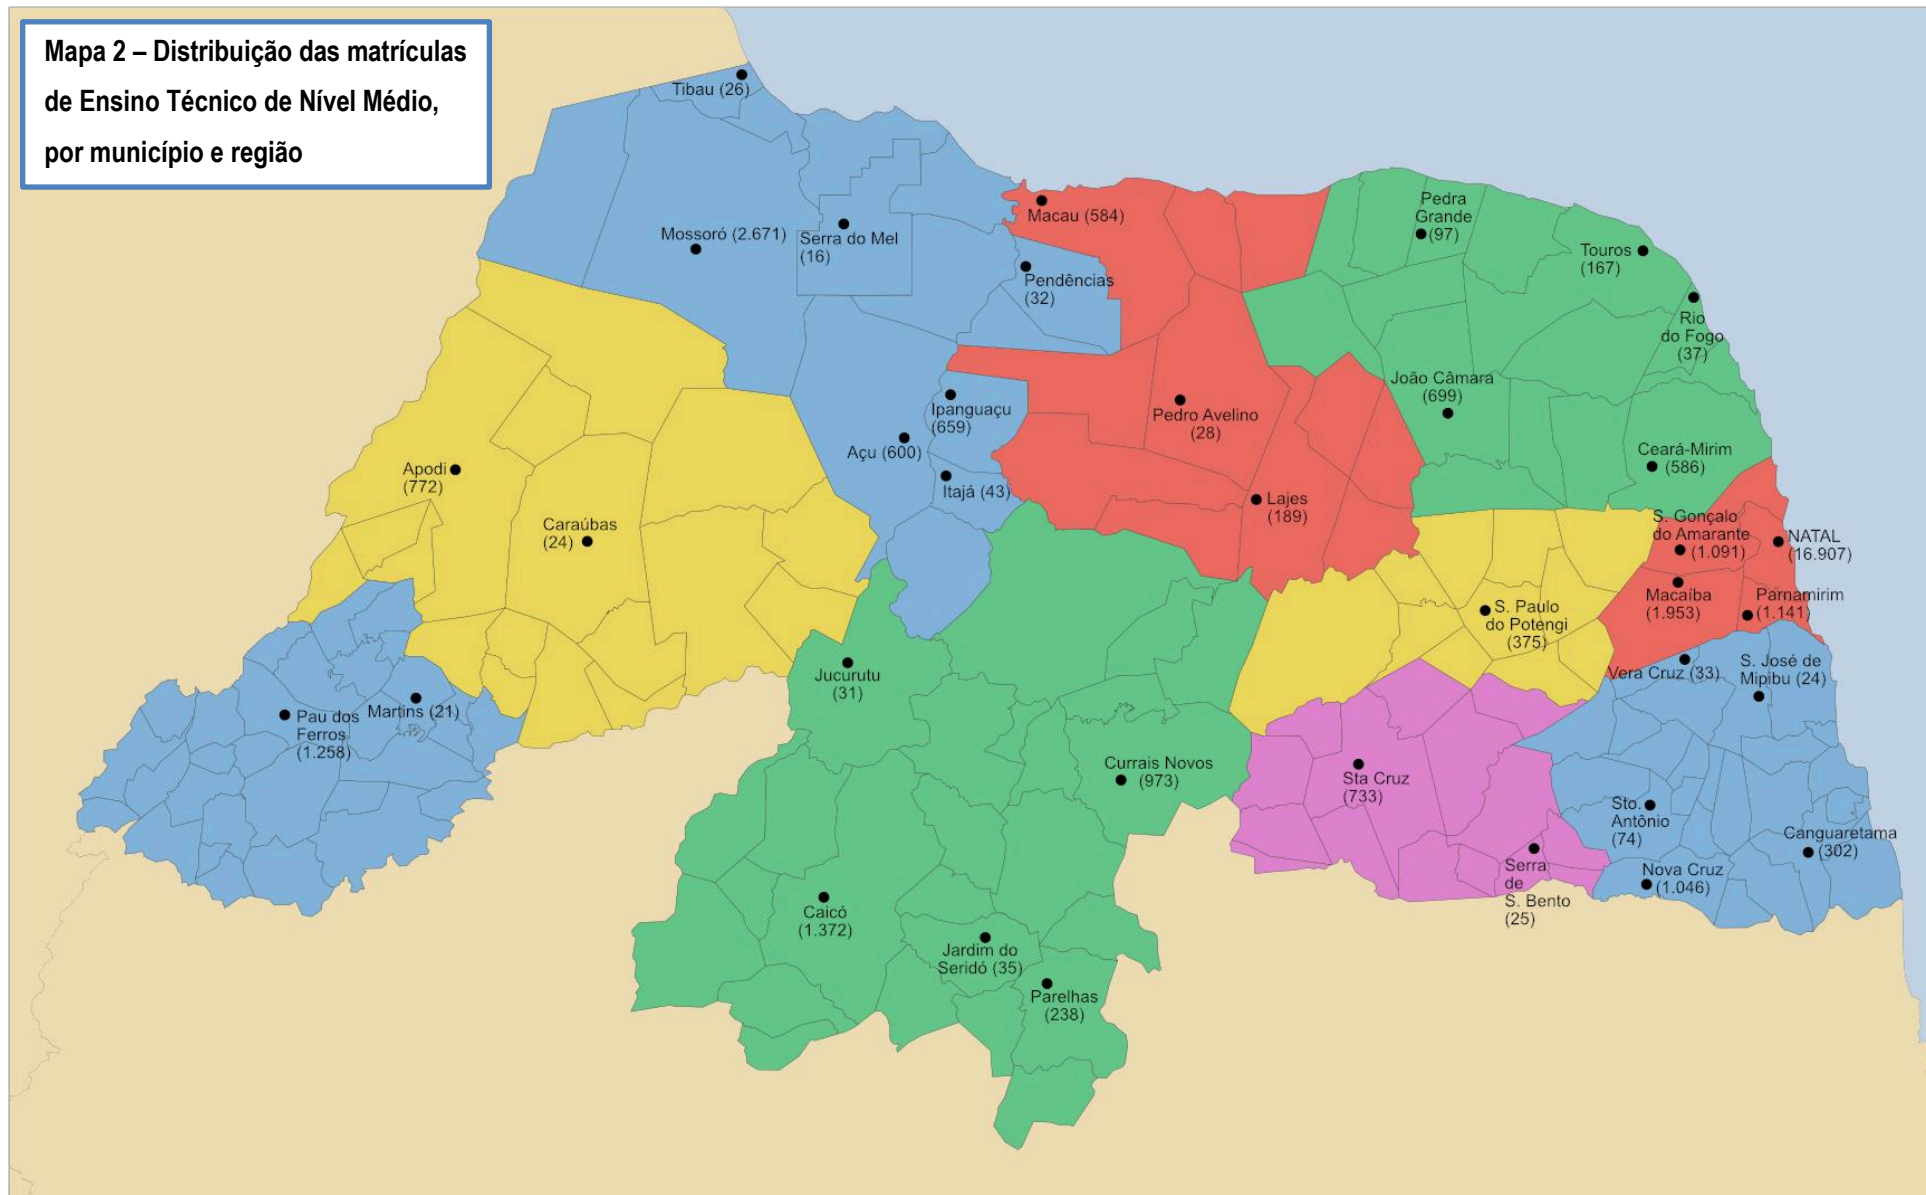 Mapa 2 – Distribuição das matrículas
de Ensino Técnico de Nível Médio,
por município e região
Tibau (26)
Mossoró (2.671)
Serra do Mel
(16)
Macau (584)
Pendências
(32)
Pedra
Grande
(97)
Touros
(167)
Rio
do Fogo
(37)
João Câmara
(699)
Ceará-Mirim
(586)
Ipanguaçu
(659)
Açu (600)
Itajá (43)
Pedro Avelino
(28)
Lajes
(189)
Apodi
(772)
Caraúbas
(24)
S. Gonçalo
do Amarante
(1.091)
NATAL
(16.907)
Macaíba
(1.953)
Parnamirim
(1.141)
S. Paulo
do Potengi
(375)
Vera Cruz (33)
S. José de
Mipibu (24)
Jucurutu
(31)
Martins (21)
Pau dos
Ferros
(1.258)
Currais Novos
(973)
Sta Cruz
(733)
Sto.
Antônio
(74)
Canguaretama
(302)
Nova Cruz
(1.046)
Serra
de
S. Bento
(25)
Caicó
(1.372)
Jardim do
Seridó (35)
Parelhas
(238)